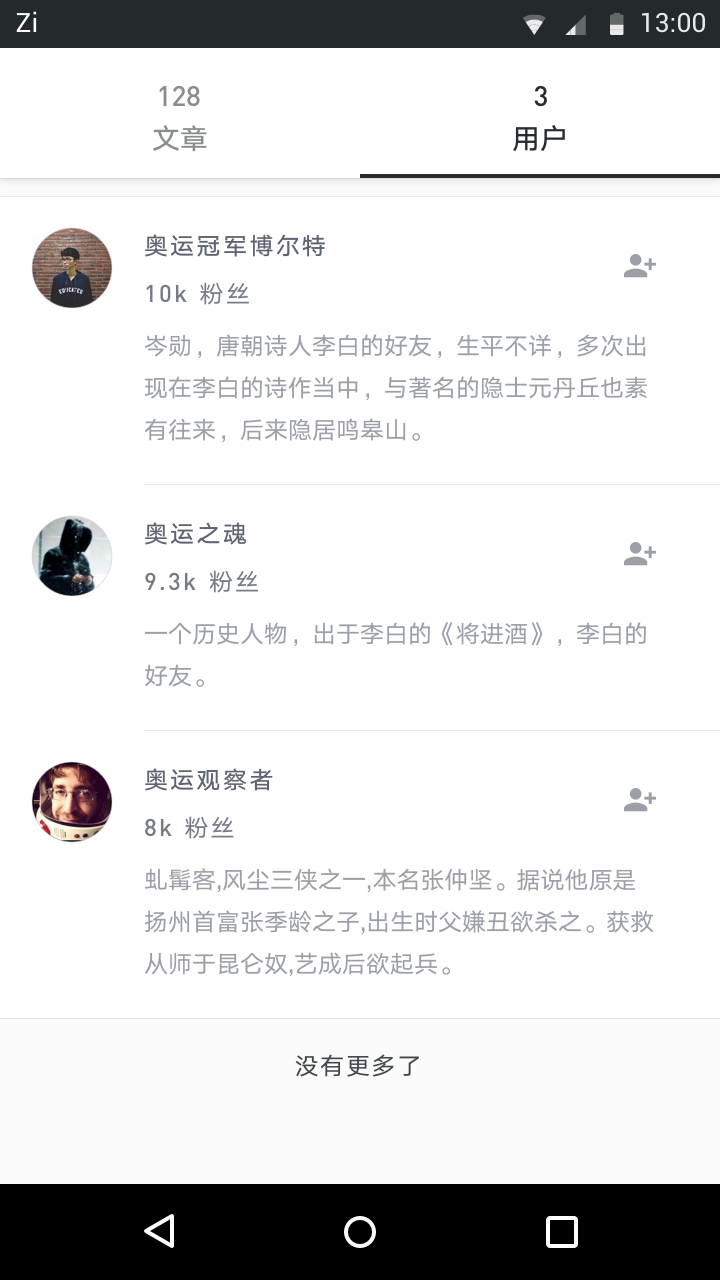 Zi 13:00
128 3
文章 用户
奥运冠军博尔特
10k 粉丝
岑勋，唐朝诗人李白的好友，生平不详，多次出
现在李白的诗作当中，与著名的隐士元丹丘也素
有往来，后来隐居鸣皋山。
奥运之魂
9.3k 粉丝
一个历史人物，出于李白的《将进酒》，李白的
好友。
奥运观察者
8k 粉丝
虬髯客,风尘三侠之一,本名张仲坚。据说他原是
扬州首富张季龄之子,出生时父嫌丑欲杀之。获救
从师于昆仑奴,艺成后欲起兵。
没有更多了